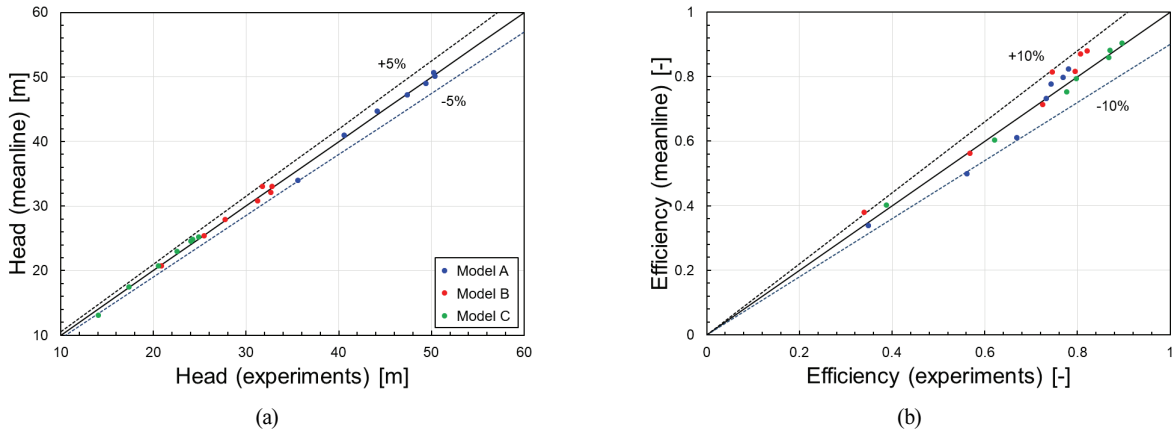 60
50
40
30
20
10
Head (meanline) [m]
+5%
-5%
Model A
Model B
Model C
10 20 30 40 50 60
Head (experiments) [m]
(a)
1
0.8
0.6
0.4
0.2
0
Efficiency (meanline) [-]
+10%
-10%
0 0.2 0.4 0.6 0.8 1
Efficiency (experiments) [-]
(b)